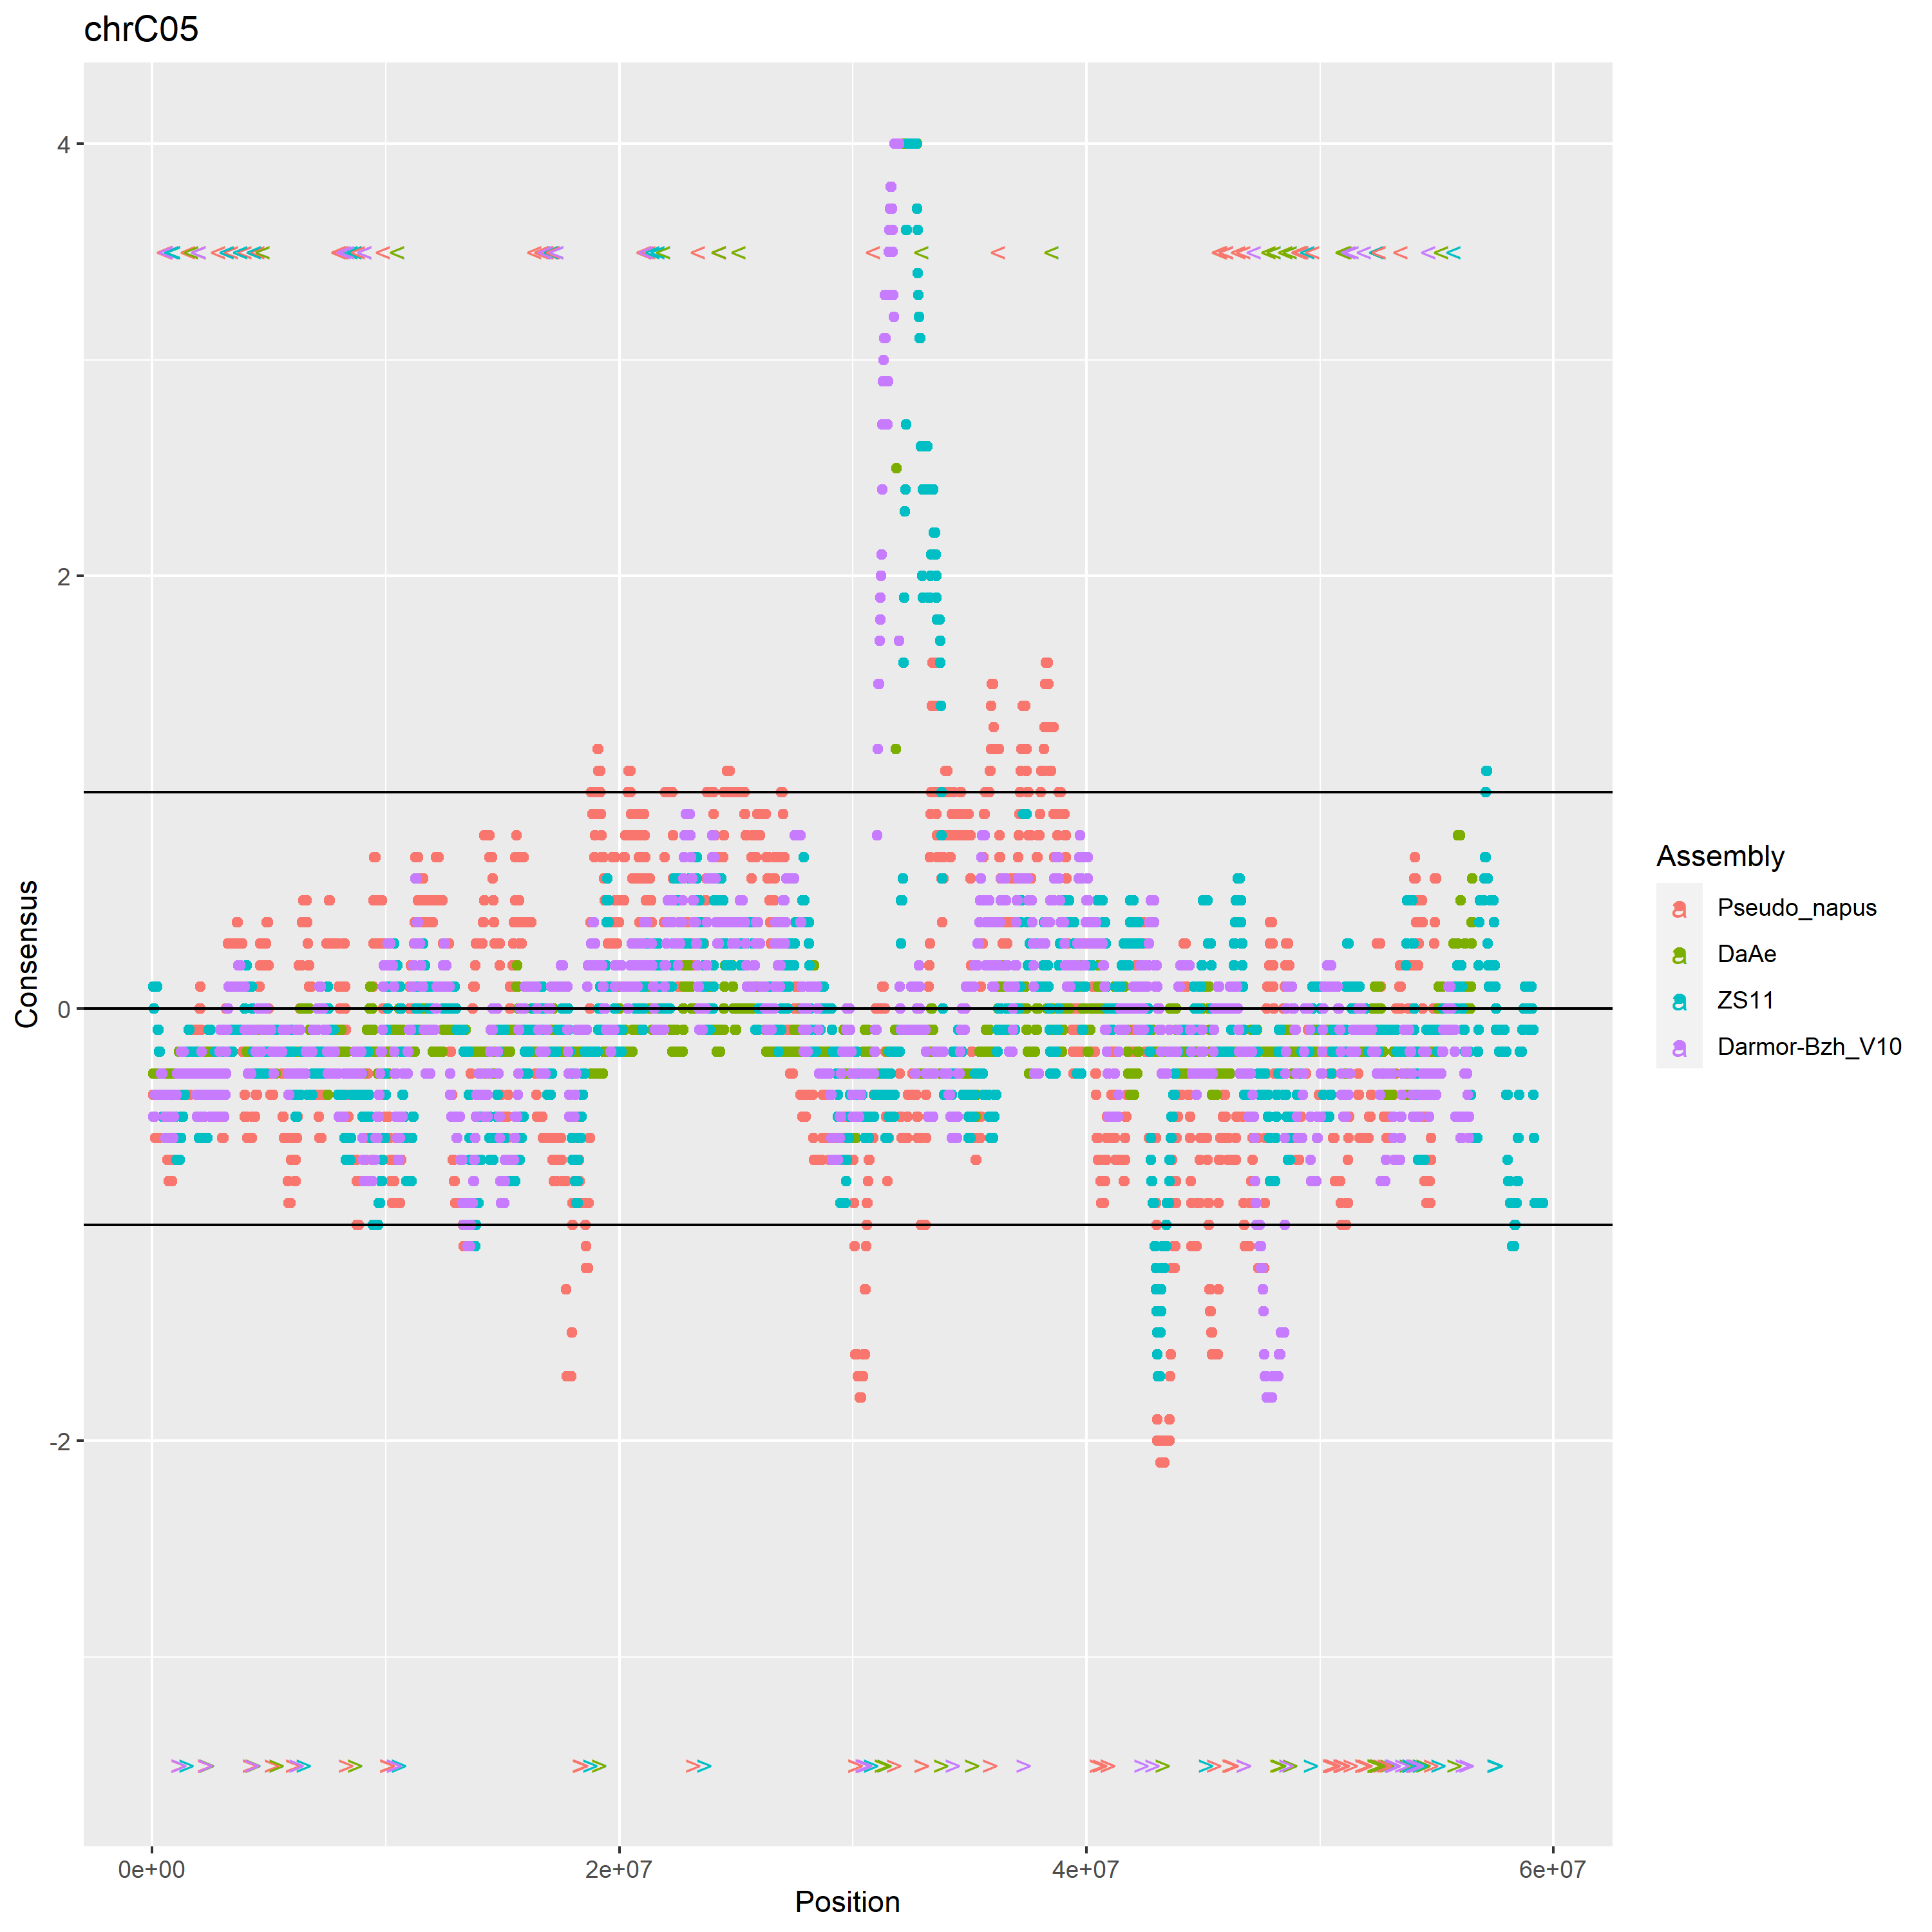 chrC05
Consensus
4
2
0
-2
0e+00 2e+07 4e+07 6e+07
Position
Assembly
a Pseudo_napus
a DaAe
a ZS11
a Darmor-Bzh_V10